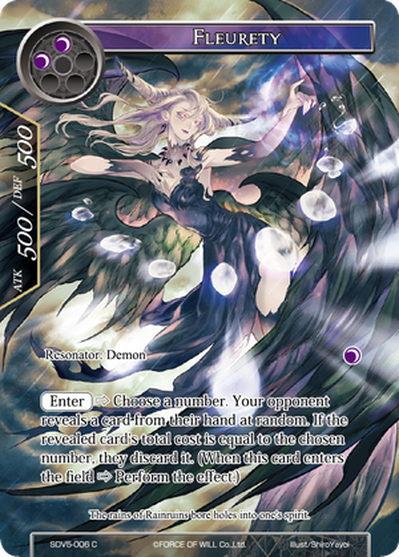 FLEURETY
ATK 500 / DEF 500
Resonator: Demon
Enter ⇨ Choose a number. Your opponent
reveals a card from their hand at random. If the
revealed card's total cost is equal to the chosen
number, they discard it. (When this card enters
the field ⇨ Perform the effect.)
The rains of Rainruins bore holes into one's spirit.
SDV5-006 C ©FORCE OF WILL Co.,Ltd. Illust/ShiroYayoi